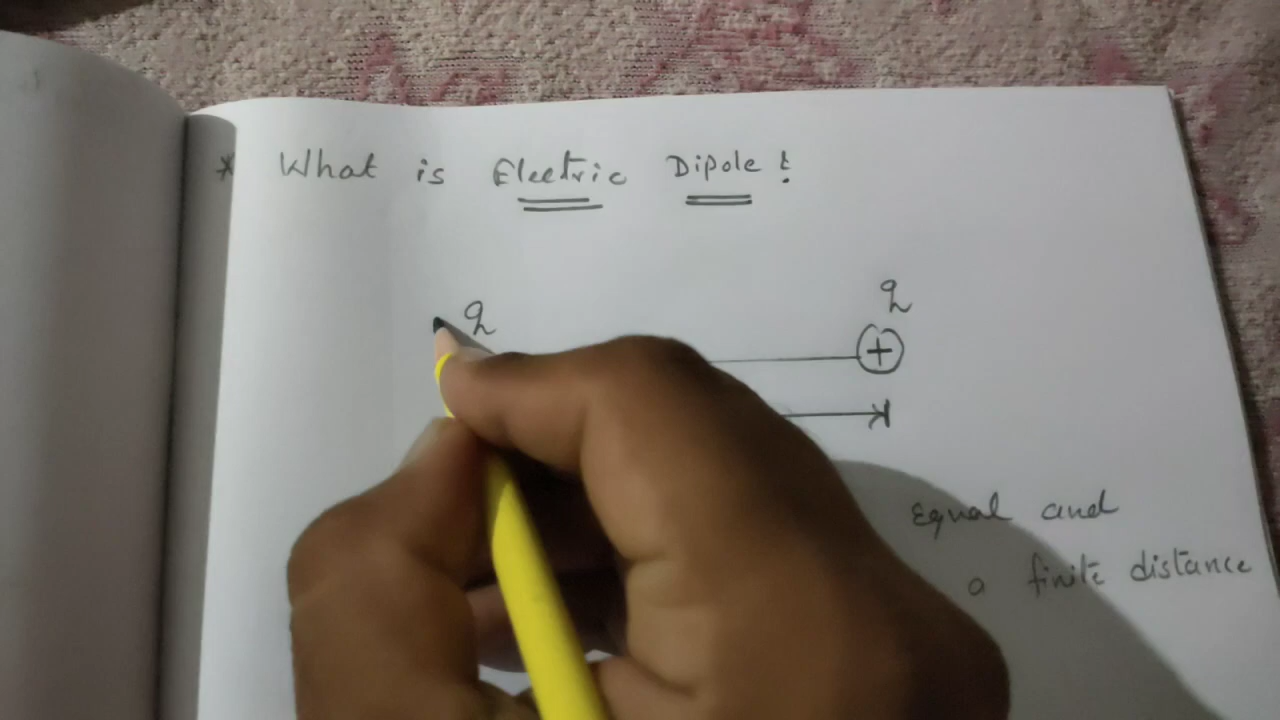 * What is Electric Dipole ?
q
q
+
Equal and
a finite distance